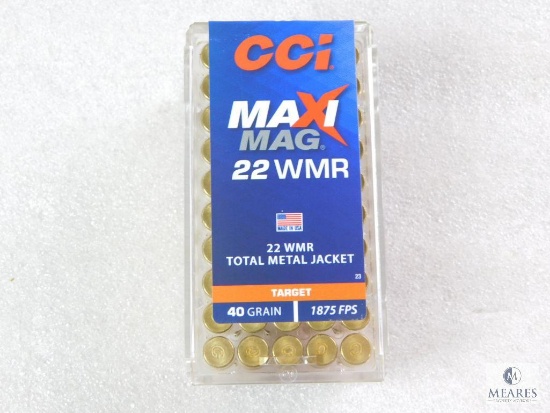 CCI
MAXI
MAG®
22 WMR
MADE IN USA
22 WMR
TOTAL METAL JACKET
23
TARGET
40 GRAIN 1875 FPS
M
MEARES